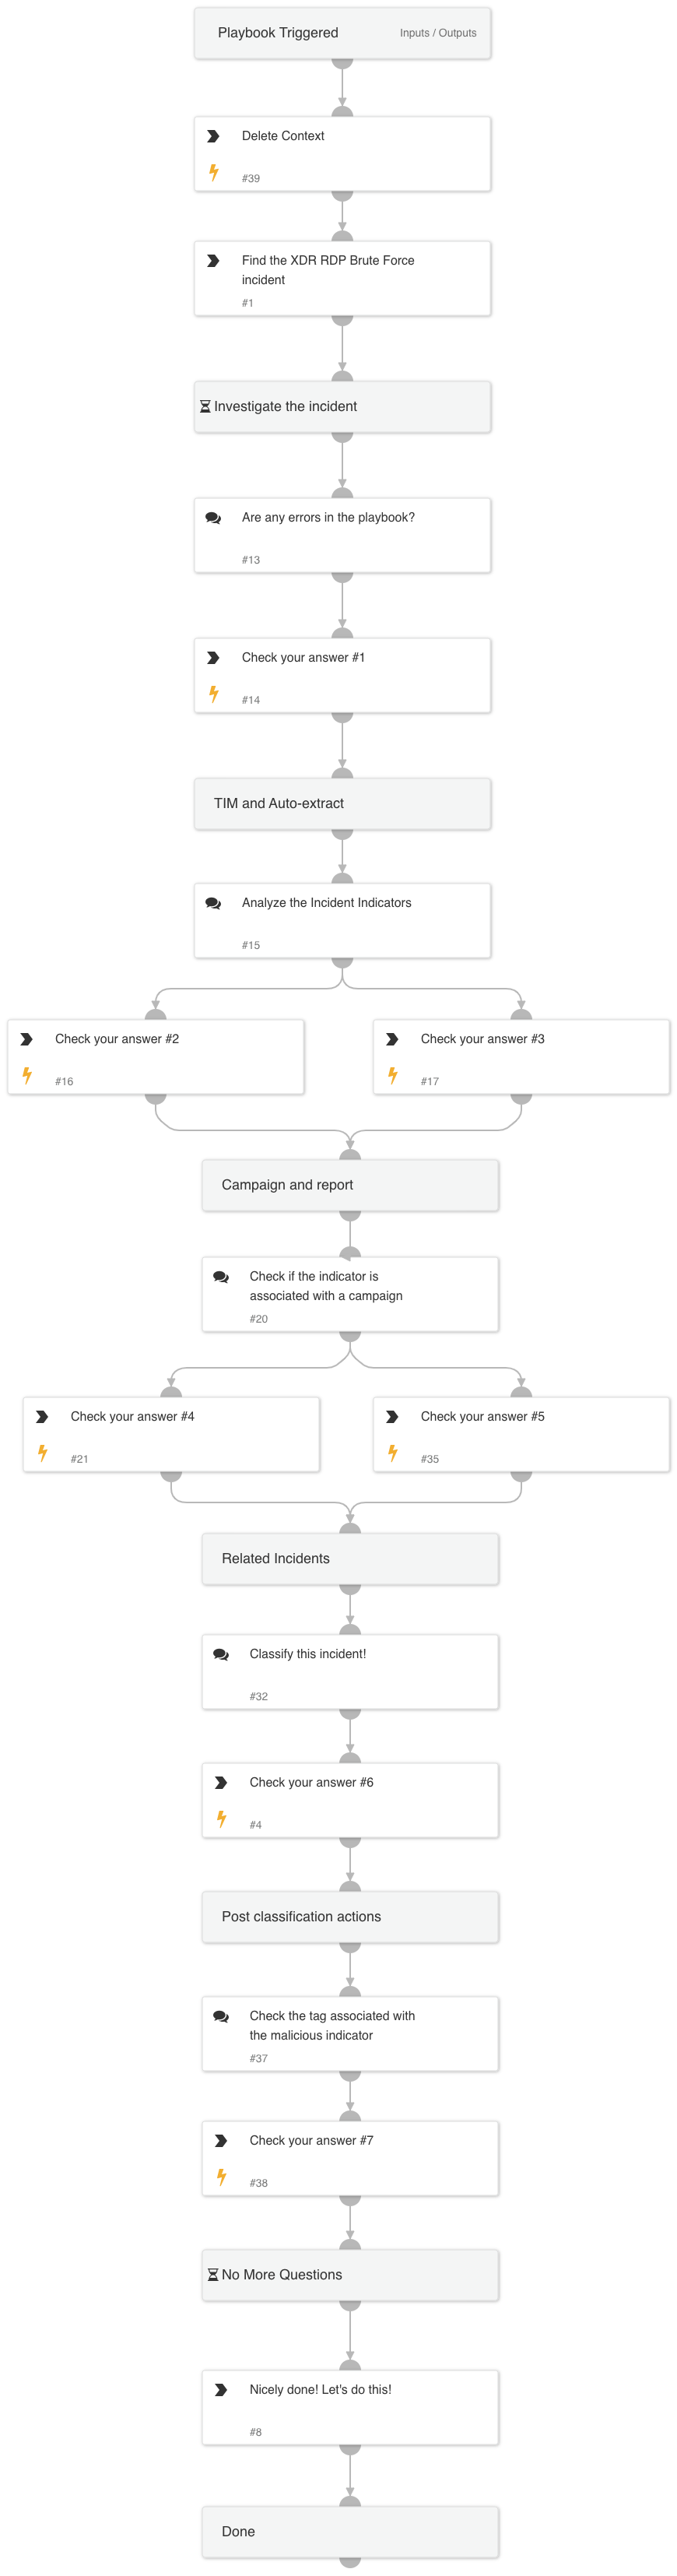 Playbook Triggered
Inputs / Outputs
Delete Context
#39
Find the XDR RDP Brute Force
incident
#1
Investigate the incident
Are any errors in the playbook?
#13
Check your answer #1
#14
TIM and Auto-extract
Analyze the Incident Indicators
#15
Check your answer #2
#16
Check your answer #3
#17
Campaign and report
Check if the indicator is
associated with a campaign
#20
Check your answer #4
#21
Check your answer #5
#35
Related Incidents
Classify this incident!
#32
Check your answer #6
#4
Post classification actions
Check the tag associated with
the malicious indicator
#37
Check your answer #7
#38
No More Questions
Nicely done! Let's do this!
#8
Done